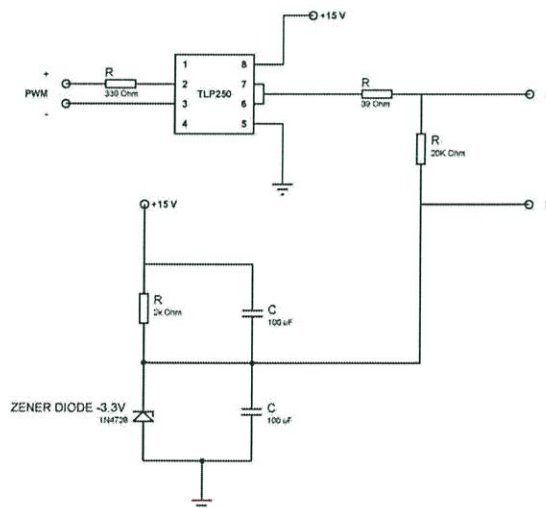 +15 V
R
330 Ohm
+
PWM
-
1
2
3
4
TLP250
8
7
6
5
R
39 Ohm
R
20K Ohm
+15 V
R
2k Ohm
C
100 uF
ZENER DIODE -3.3V
1N4728
C
100 uF